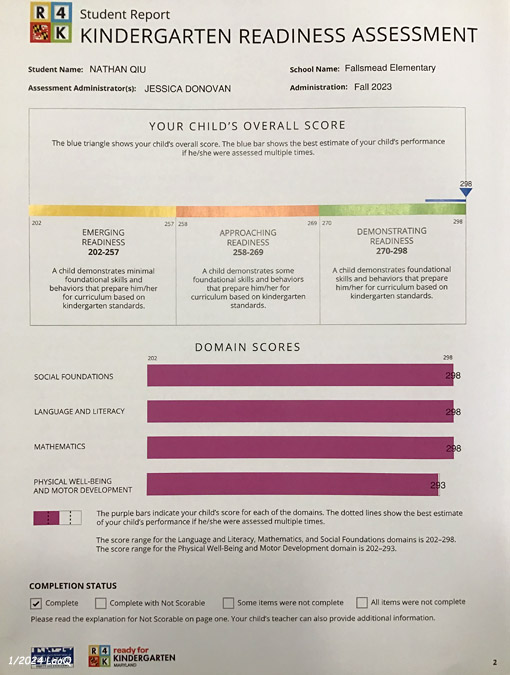 R 4 K
Student Report
KINDERGARTEN READINESS ASSESSMENT
Student Name: NATHAN QIU
School Name: Fallsmead Elementary
Assessment Administrator(s): JESSICA DONOVAN
Administration: Fall 2023
YOUR CHILD'S OVERALL SCORE
The blue triangle shows your child's overall score. The blue bar shows the best estimate of your child's performance
if he/she were assessed multiple times.
298
202 257 258 269 270 298
EMERGING
READINESS
202-257
A child demonstrates minimal
foundational skills and
behaviors that prepare him/her
for curriculum based on
kindergarten standards.
APPROACHING
READINESS
258-269
A child demonstrates some
foundational skills and behaviors
that prepare him/her for
curriculum based on kindergarten
standards.
DEMONSTRATING
READINESS
270-298
A child demonstrates foundational
skills and behaviors that prepare
him/her for curriculum based on
kindergarten standards.
DOMAIN SCORES
202 298
SOCIAL FOUNDATIONS 298
LANGUAGE AND LITERACY 298
MATHEMATICS 298
PHYSICAL WELL-BEING
AND MOTOR DEVELOPMENT 293
The purple bars indicate your child's score for each of the domains. The dotted lines show the best estimate
of your child's performance if he/she were assessed multiple times.
The score range for the Language and Literacy, Mathematics, and Social Foundations domains is 202–298.
The score range for the Physical Well-Being and Motor Development domain is 202–293.
COMPLETION STATUS
Complete Complete with Not Scorable Some items were not complete All items were not complete
Please read the explanation for Not Scorable on page one. Your child's teacher can also provide additional information.
1/2024 LaoQ
R 4 K
ready for
KINDERGARTEN
MARYLAND
2